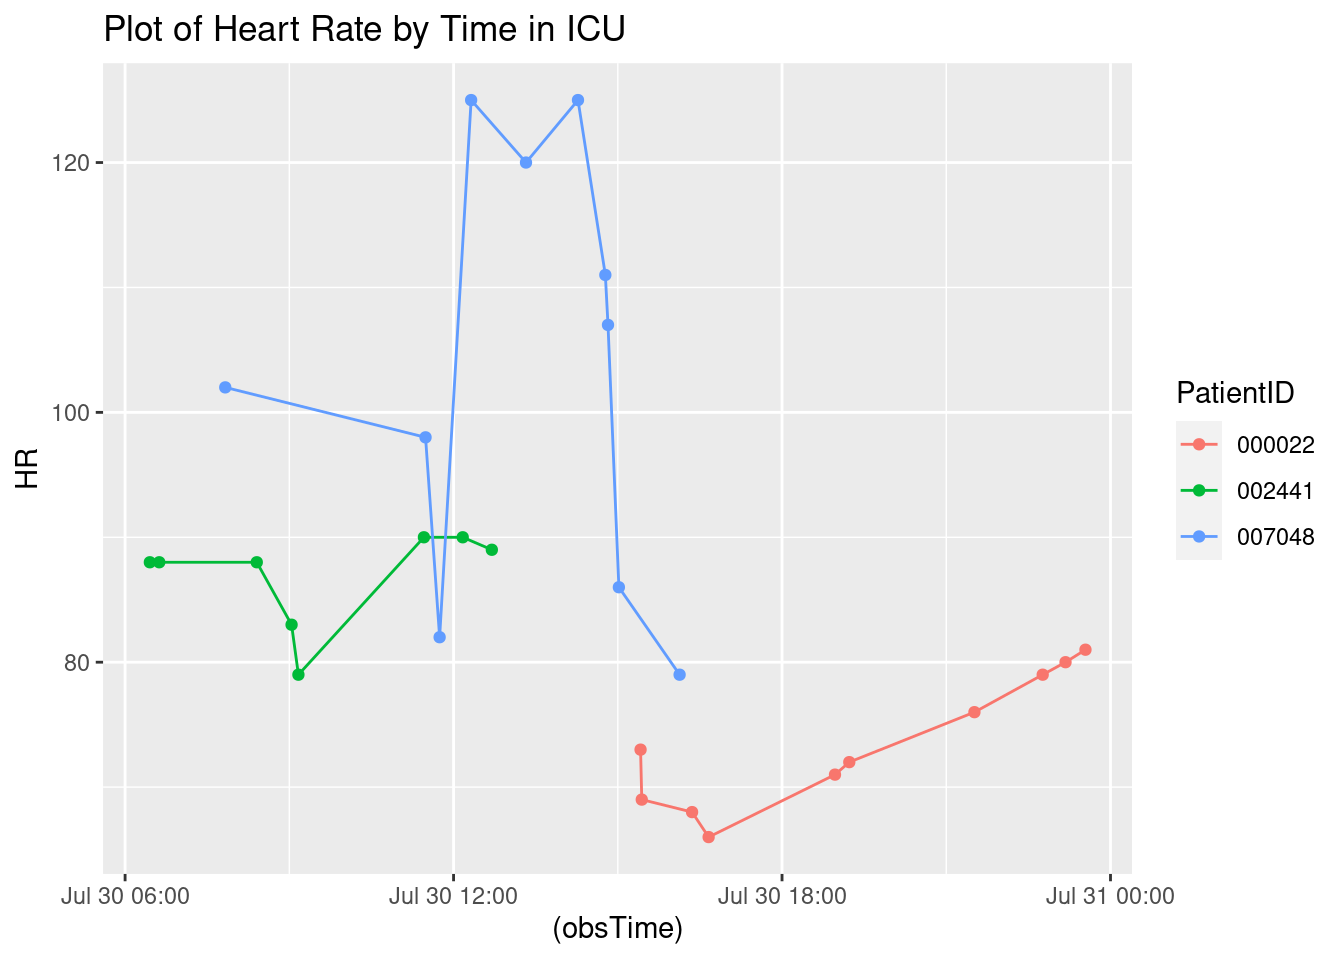 Plot of Heart Rate by Time in ICU
120
100
80
HR
Jul 30 06:00
Jul 30 12:00
Jul 30 18:00
Jul 31 00:00
(obsTime)
PatientID
000022
002441
007048